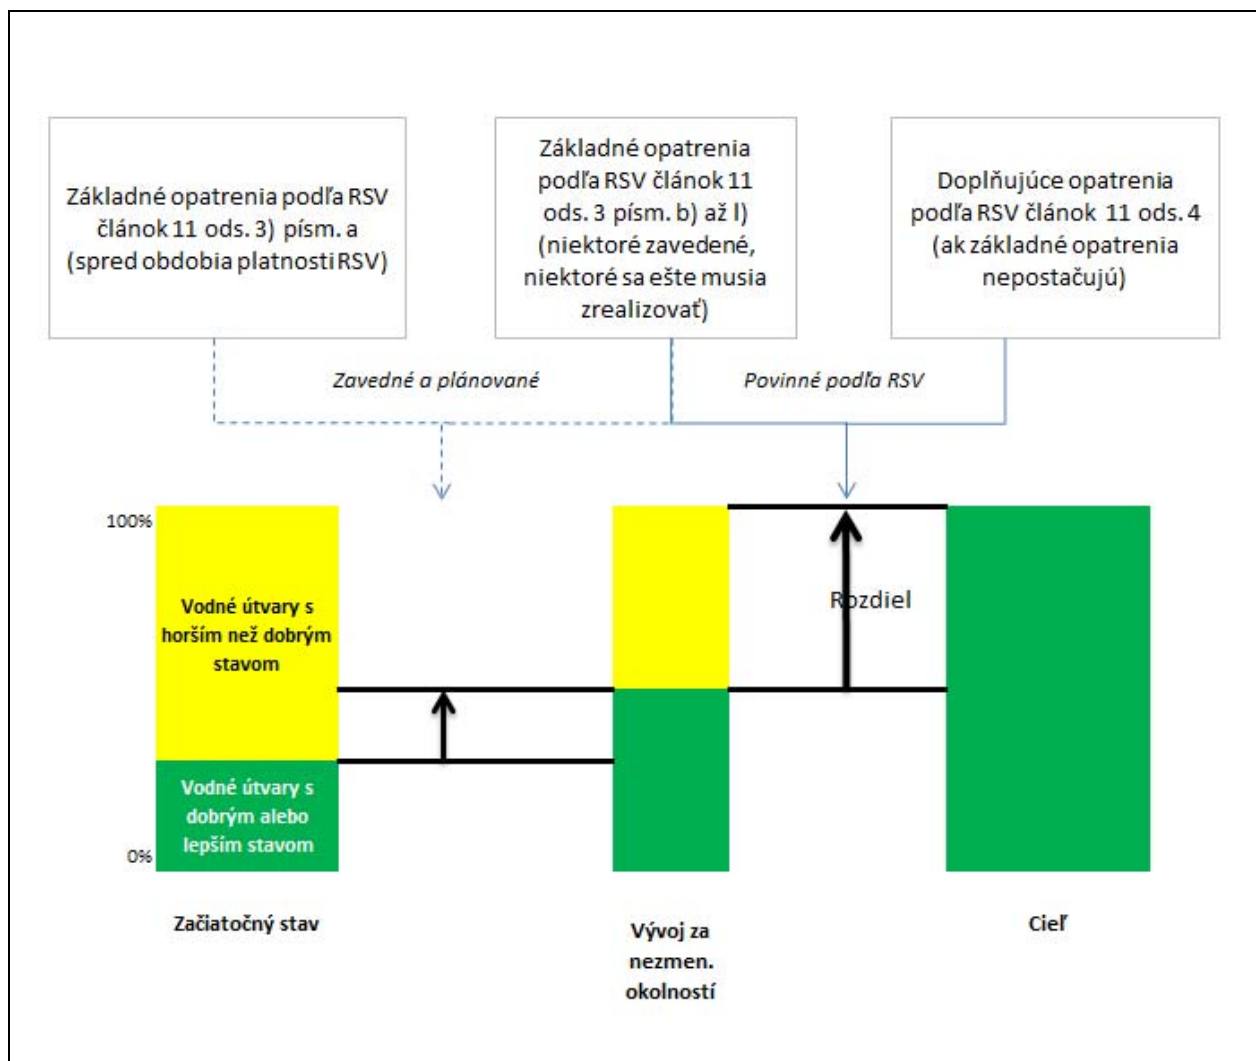 Základné opatrenia podľa RSV
článok 11 ods. 3) písm. a
(spred obdobia platnosti RSV)
Základné opatrenia
podľa RSV článok 11
ods. 3 písm. b) až l)
(niektoré zavedené,
niektoré sa ešte musia
zrealizovať)
Doplňujúce opatrenia
podľa RSV článok 11 ods. 4
(ak základné opatrenia
nepostačujú)
Zavedné a plánované
Povinné podľa RSV
100%
Vodné útvary s
horším než dobrým
stavom
Rozdiel
Vodné útvary s
dobrým alebo
lepším stavom
0%
Začiatočný stav
Vývoj za
nezmen.
okolností
Cieľ